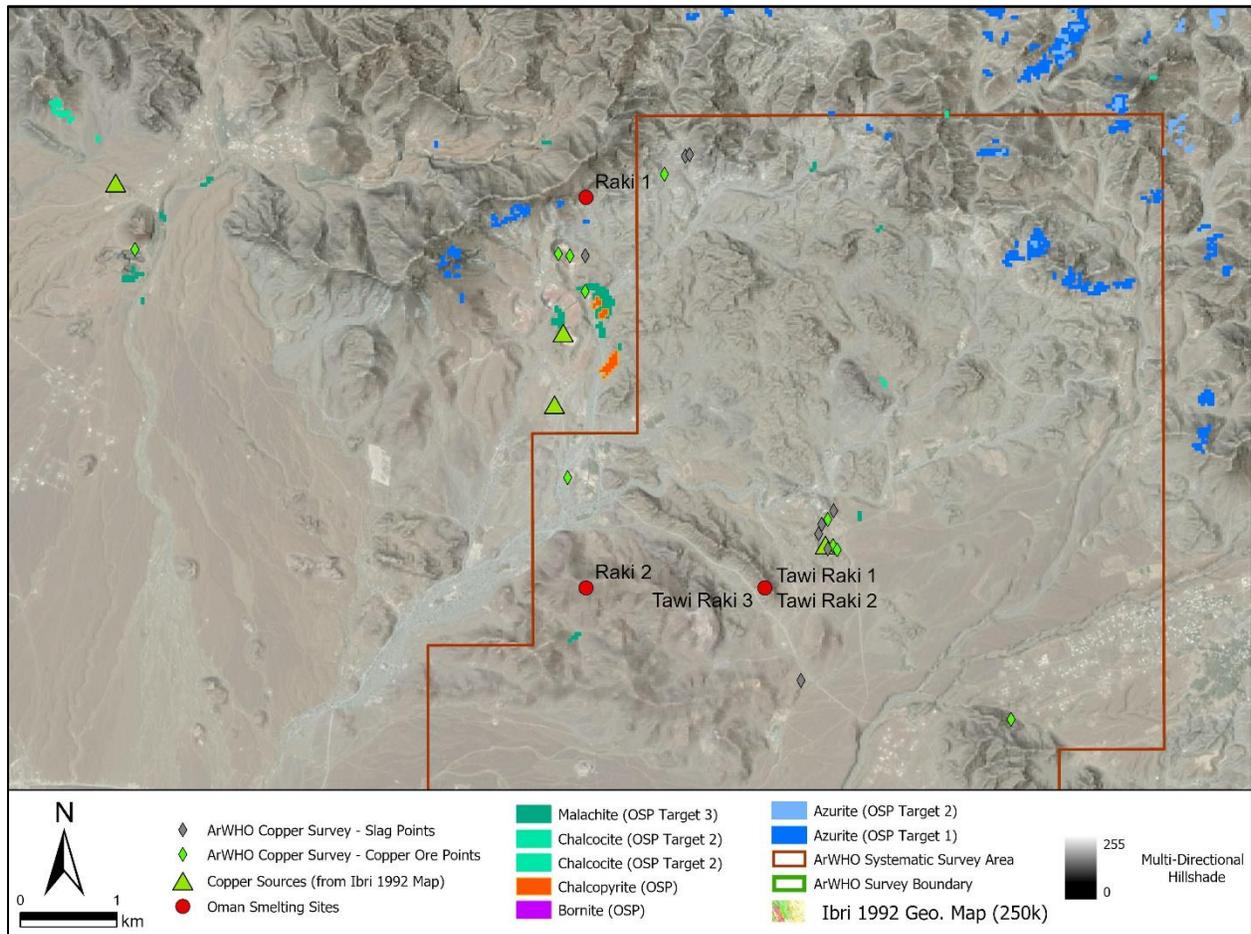 Raki 1
Raki 2
Tawi Raki 1
Tawi Raki 3
Tawi Raki 2
N
0 1
km
ArWHO Copper Survey - Slag Points
ArWHO Copper Survey - Copper Ore Points
Copper Sources (from Ibri 1992 Map)
Oman Smelting Sites
Malachite (OSP Target 3)
Chalcocite (OSP Target 2)
Chalcocite (OSP Target 2)
Chalcopyrite (OSP)
Bornite (OSP)
Azurite (OSP Target 2)
Azurite (OSP Target 1)
ArWHO Systematic Survey Area
ArWHO Survey Boundary
Ibri 1992 Geo. Map (250k)
255
0
Multi-Directional
Hillshade